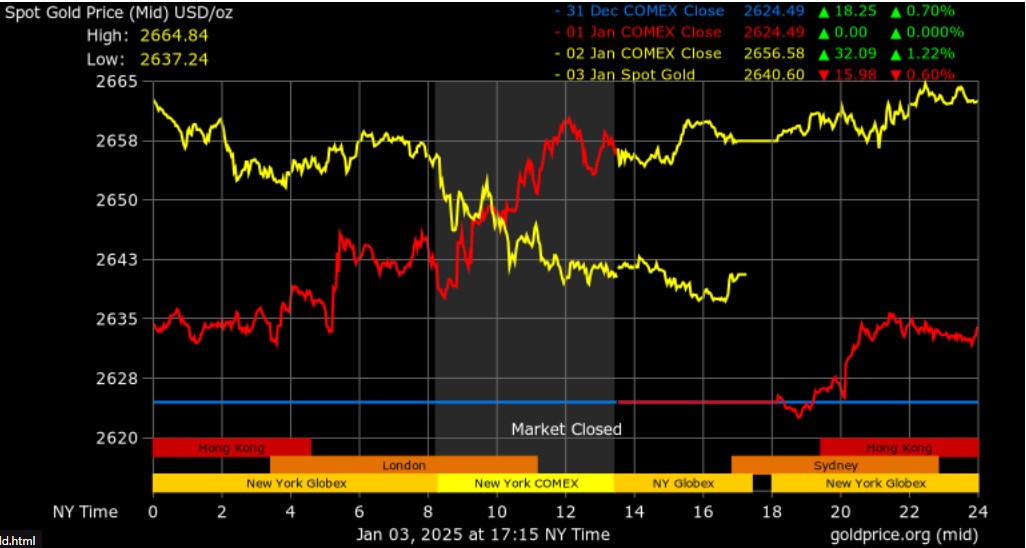 Spot Gold Price (Mid) USD/oz
High: 2664.84
Low: 2637.24
- 31 Dec COMEX Close 2624.49 ▲ 18.25 ▲ 0.70%
- 01 Jan COMEX Close 2624.49 ▲ 0.00 ▲ 0.000%
- 02 Jan COMEX Close 2656.58 ▲ 32.09 ▲ 1.22%
- 03 Jan Spot Gold 2640.60 ▼ 15.98 ▼ 0.60%
2665
2658
2650
2643
2635
2628
2620
Market Closed
Hong Kong Hong Kong
London Sydney
New York Globex New York COMEX NY Globex New York Globex
NY Time 0 2 4 6 8 10 12 14 16 18 20 22 24
Jan 03, 2025 at 17:15 NY Time goldprice.org (mid)
ld.html